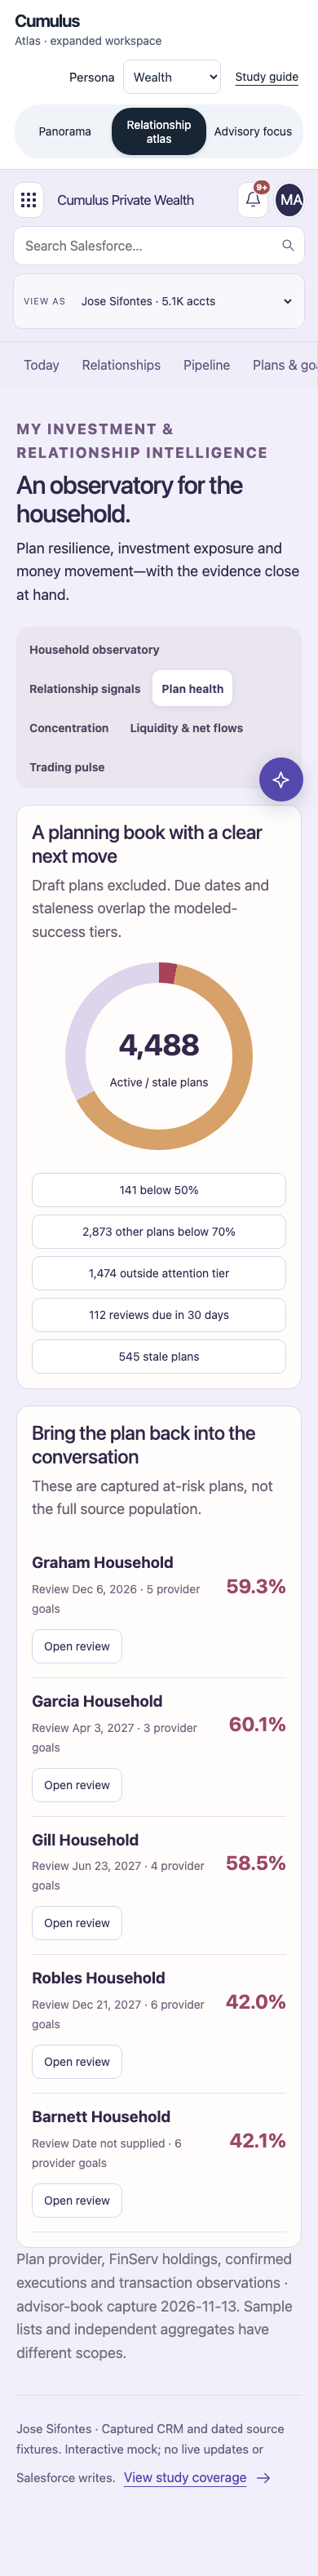 Cumulus
Atlas · expanded workspace
Persona
Wealth
Study guide
Panorama
Relationship
atlas
Advisory focus
Cumulus Private Wealth
9+
MA
Search Salesforce...
VIEW AS
Jose Sifontes · 5.1K accts
Today
Relationships
Pipeline
Plans & goa
MY INVESTMENT &
RELATIONSHIP INTELLIGENCE
An observatory for the
household.
Plan resilience, investment exposure and
money movement—with the evidence close
at hand.
Household observatory
Relationship signals
Plan health
Concentration
Liquidity & net flows
Trading pulse
A planning book with a clear
next move
Draft plans excluded. Due dates and
staleness overlap the modeled-
success tiers.
4,488
Active / stale plans
141 below 50%
2,873 other plans below 70%
1,474 outside attention tier
112 reviews due in 30 days
545 stale plans
Bring the plan back into the
conversation
These are captured at-risk plans, not
the full source population.
Graham Household
Review Dec 6, 2026 · 5 provider
goals
59.3%
Open review
Garcia Household
Review Apr 3, 2027 · 3 provider
goals
60.1%
Open review
Gill Household
Review Jun 23, 2027 · 4 provider
goals
58.5%
Open review
Robles Household
Review Dec 21, 2027 · 6 provider
goals
42.0%
Open review
Barnett Household
Review Date not supplied · 6
provider goals
42.1%
Open review
Plan provider, FinServ holdings, confirmed
executions and transaction observations ·
advisor-book capture 2026-11-13. Sample
lists and independent aggregates have
different scopes.
Jose Sifontes · Captured CRM and dated source
fixtures. Interactive mock; no live updates or
Salesforce writes. View study coverage →